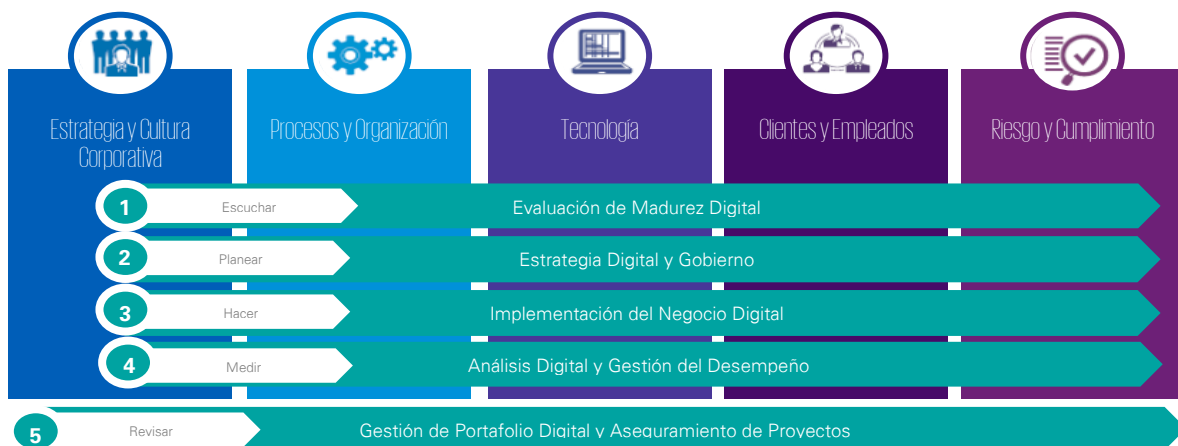 Estrategia y Cultura
Corporativa
Procesos y Organización
Tecnología
Clientes y Empleados
Riesgo y Cumplimiento
1 Escuchar Evaluación de Madurez Digital
2 Planear Estrategia Digital y Gobierno
3 Hacer Implementación del Negocio Digital
4 Medir Análisis Digital y Gestión del Desempeño
5 Revisar Gestión de Portafolio Digital y Aseguramiento de Proyectos